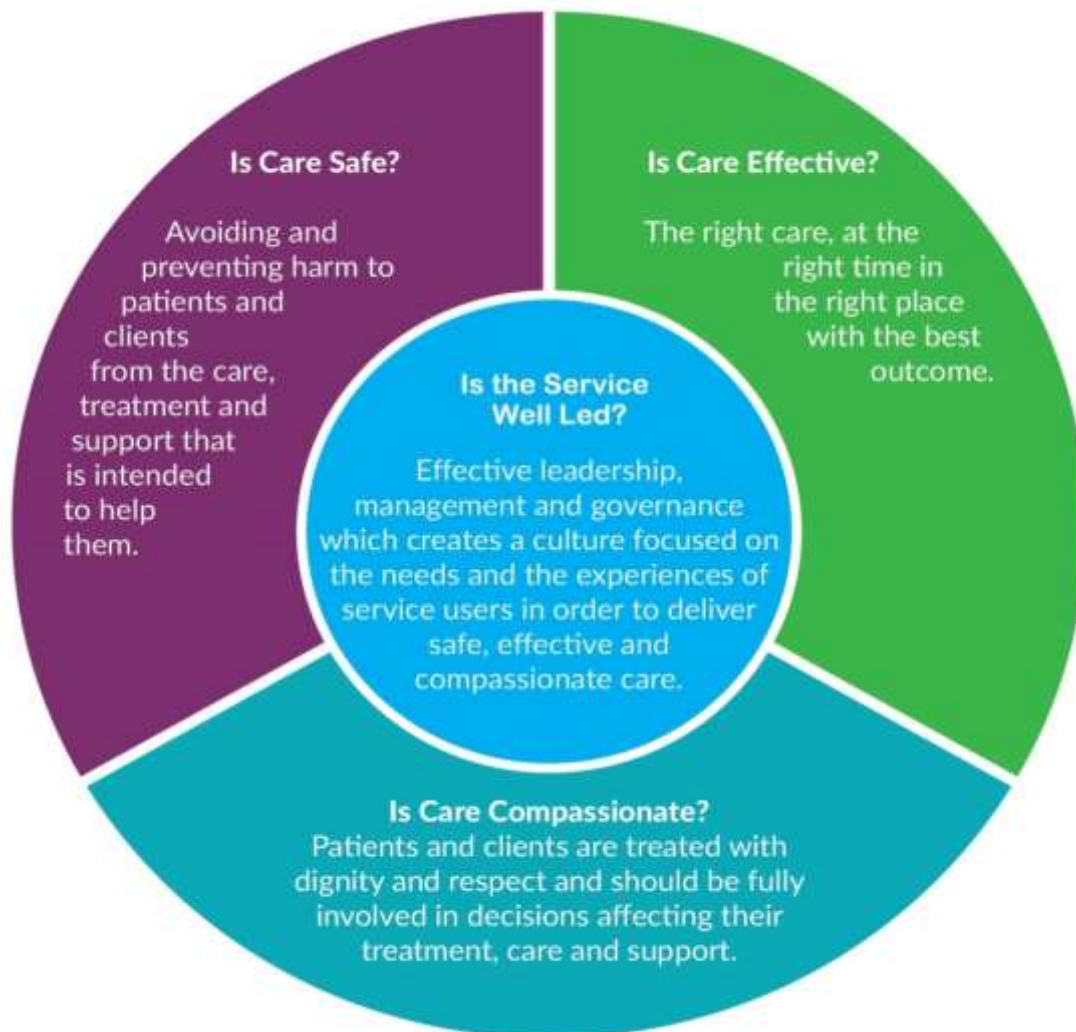 Is Care Safe?
Avoiding and
preventing harm to
patients and
clients
from the care,
treatment and
support that
is intended
to help
them.
Is Care Effective?
The right care, at the
right time in
the right place
with the best
outcome.
Is the Service
Well Led?
Effective leadership,
management and governance
which creates a culture focused on
the needs and the experiences of
service users in order to deliver
safe, effective and
compassionate care.
Is Care Compassionate?
Patients and clients are treated with
dignity and respect and should be fully
involved in decisions affecting their
treatment, care and support.